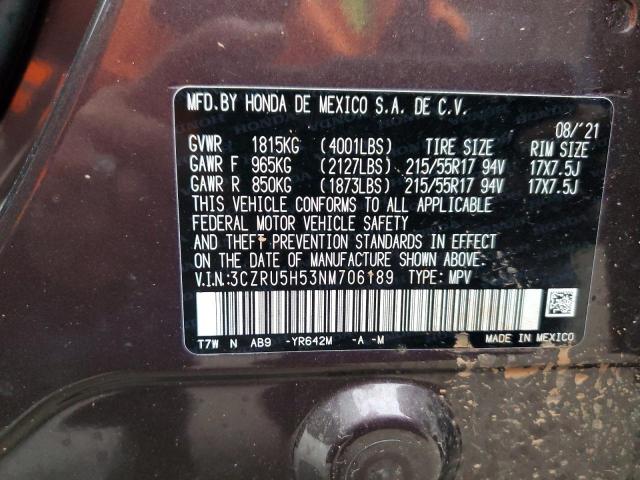 MFD.BY HONDA DE MEXICO S.A. DE C.V.
08/'21
GVWR 1815KG (4001LBS) TIRE SIZE RIM SIZE
GAWR F 965KG (2127LBS) 215/55R17 94V 17X7.5J
GAWR R 850KG (1873LBS) 215/55R17 94V 17X7.5J
THIS VEHICLE CONFORMS TO ALL APPLICABLE
FEDERAL MOTOR VEHICLE SAFETY
AND THEFT PREVENTION STANDARDS IN EFFECT
ON THE DATE OF MANUFACTURE SHOWN ABOVE.
V.I.N:3CZRU5H53NM706189 TYPE: MPV
T7W N AB9 -YR642M -A -M MADE IN MEXICO